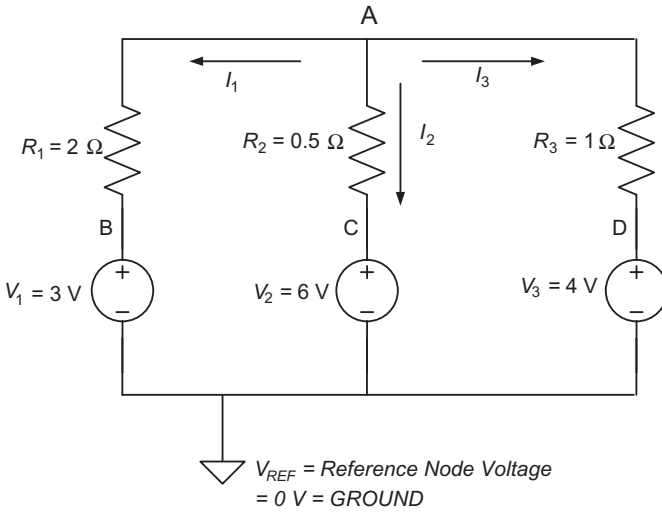 A
I1
I3
R1 = 2 Ω
R2 = 0.5 Ω
I2
R3 = 1 Ω
B
C
D
V1 = 3 V
+
−
V2 = 6 V
+
−
V3 = 4 V
+
−
VREF = Reference Node Voltage
= 0 V = GROUND